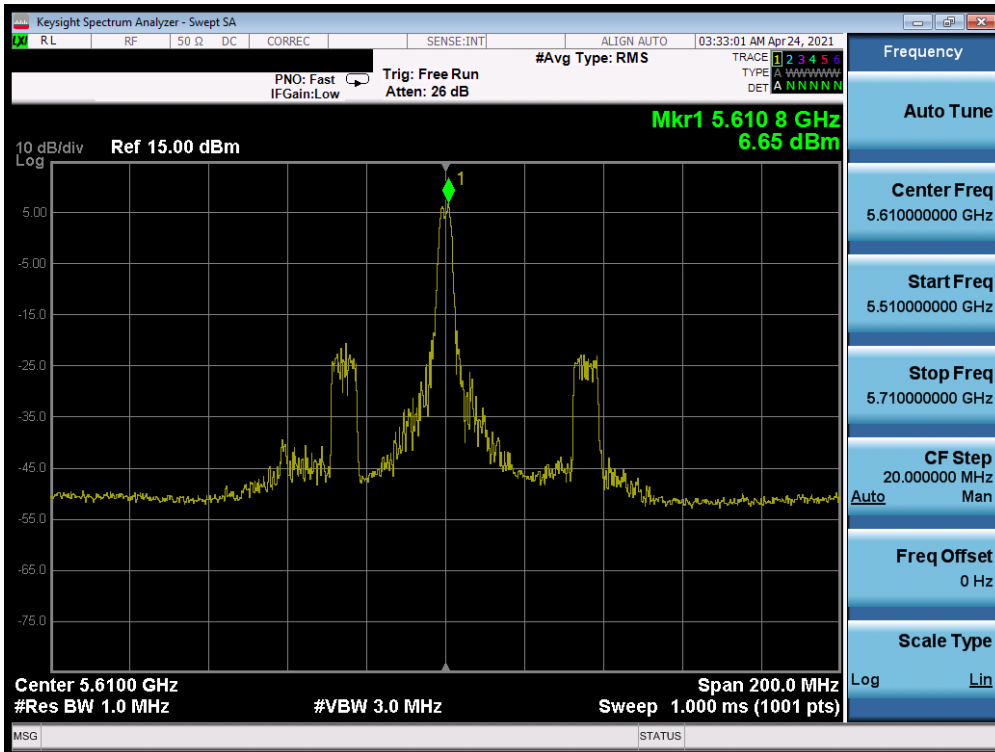 Keysight Spectrum Analyzer - Swept SA
LXI RL RF 50 Ω DC CORREC SENSE:INT ALIGN AUTO 03:33:01 AM Apr 24, 2021
#Avg Type: RMS
TRACE 1 2 3 4 5 6
TYPE A WWWWW
DET A N N N N N
PNO: Fast
IFGain:Low
Trig: Free Run
Atten: 26 dB
Mkr1 5.610 8 GHz
6.65 dBm
10 dB/div Ref 15.00 dBm
Log
1
5.00
-5.00
-15.0
-25.0
-35.0
-45.0
-55.0
-65.0
-75.0
Center 5.6100 GHz Span 200.0 MHz
#Res BW 1.0 MHz #VBW 3.0 MHz Sweep 1.000 ms (1001 pts)
MSG STATUS
Frequency
Auto Tune
Center Freq
5.610000000 GHz
Start Freq
5.510000000 GHz
Stop Freq
5.710000000 GHz
CF Step
20.000000 MHz
Auto Man
Freq Offset
0 Hz
Scale Type
Log Lin